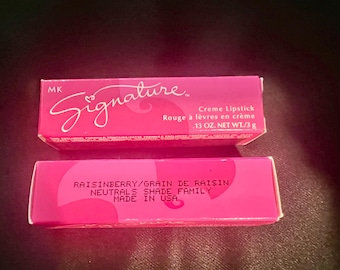 MK
Signature™
Creme Lipstick
Rouge à lèvres en crème
.13 OZ. NET WT./3 g
RAISINBERRY/GRAIN DE RAISIN
NEUTRALS SHADE FAMILY
MADE IN USA